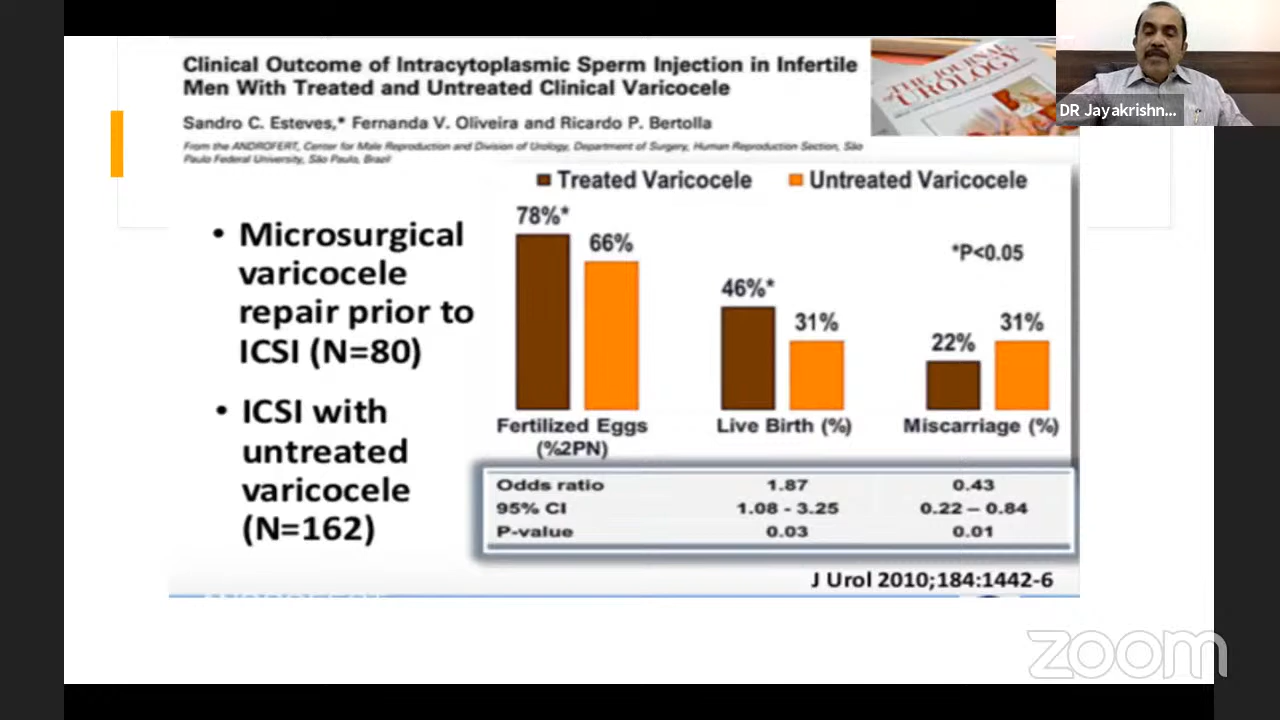 Clinical Outcome of Intracytoplasmic Sperm Injection in Infertile
Men With Treated and Untreated Clinical Varicocele
Sandro C. Esteves,* Fernanda V. Oliveira and Ricardo P. Bertolla
From the ANDROFERT, Center for Male Reproduction and Division of Urology, Department of Surgery, Human Reproduction Section, São
Paulo Federal University, São Paulo, Brazil
THE JOURNAL
UROLOGY
DR Jayakrishn...
• Microsurgical
varicocele
repair prior to
ICSI (N=80)
• ICSI with
untreated
varicocele
(N=162)
Treated Varicocele Untreated Varicocele
78%* 66%
46%* 31%
22% 31%
*P<0.05
Fertilized Eggs
(%2PN)
Live Birth (%)
Miscarriage (%)
Odds ratio 1.87 0.43
95% CI 1.08 - 3.25 0.22 – 0.84
P-value 0.03 0.01
J Urol 2010;184:1442-6
zoom